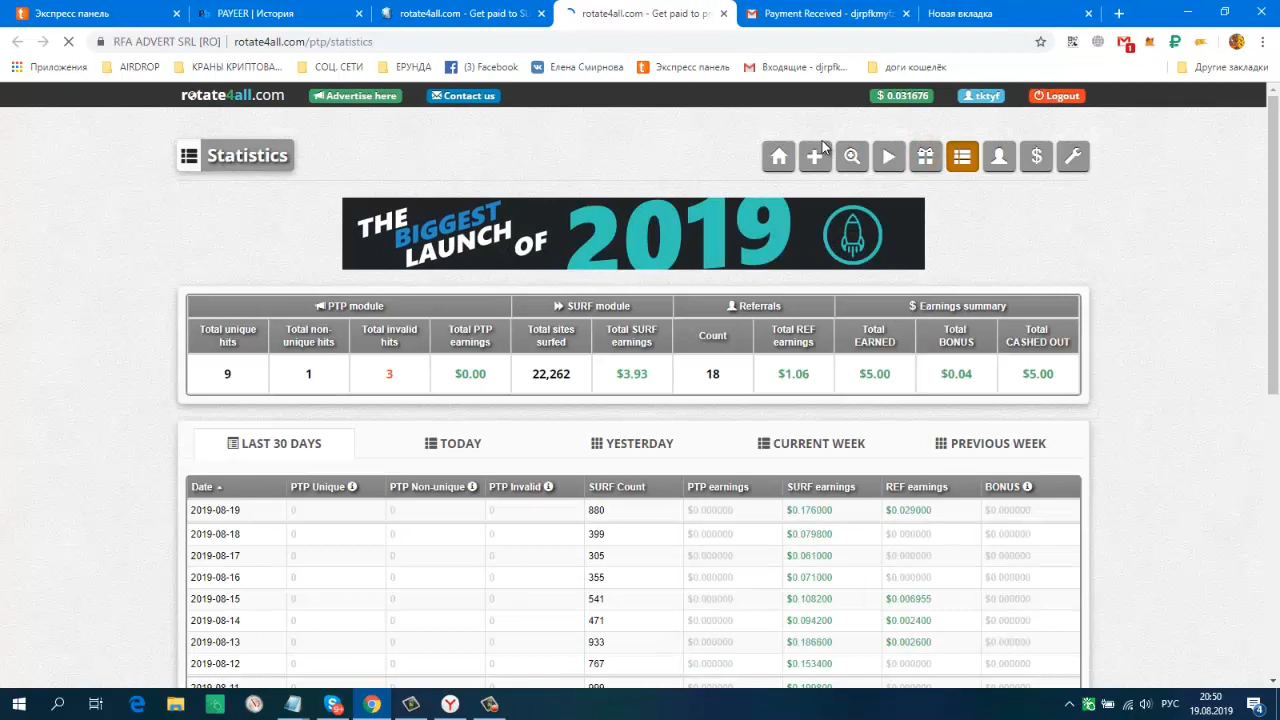 Экспресс панель
PAYEER | История
rotate4all.com - Get paid to SU
rotate4all.com - Get paid to pr
Payment Received - djrpfkmyf
Новая вкладка
RFA ADVERT SRL [RO] | rotate4all.com/ptp/statistics
Приложения
AIRDROP
КРАНЫ КРИПТОВА...
СОЦ. СЕТИ
ЕРУНДА
(3) Facebook
Елена Смирнова
Экспресс панель
Входящие - djrpfk...
доги кошелёк
Другие закладки
rotate4all.com
Advertise here
Contact us
$ 0.031676
tktyf
Logout
Statistics
THE BIGGEST LAUNCH OF 2019
PTP module SURF module Referrals $ Earnings summary
Total unique hits Total non-unique hits Total invalid hits Total PTP earnings Total sites surfed Total SURF earnings Count Total REF earnings Total EARNED Total BONUS Total CASHED OUT
9 1 3 $0.00 22,262 $3.93 18 $1.06 $5.00 $0.04 $5.00
LAST 30 DAYS TODAY YESTERDAY CURRENT WEEK PREVIOUS WEEK
Date PTP Unique PTP Non-unique PTP Invalid SURF Count PTP earnings SURF earnings REF earnings BONUS
2019-08-19 0 0 0 880 $0.000000 $0.176000 $0.029000 $0.000000
2019-08-18 0 0 0 399 $0.000000 $0.079800 $0.000000 $0.000000
2019-08-17 0 0 0 305 $0.000000 $0.061000 $0.000000 $0.000000
2019-08-16 0 0 0 355 $0.000000 $0.071000 $0.000000 $0.000000
2019-08-15 0 0 0 541 $0.000000 $0.108200 $0.006955 $0.000000
2019-08-14 0 0 0 471 $0.000000 $0.094200 $0.002400 $0.000000
2019-08-13 0 0 0 933 $0.000000 $0.186600 $0.002600 $0.000000
2019-08-12 0 0 0 767 $0.000000 $0.153400 $0.000000 $0.000000
РУС
20:50
19.08.2019
4